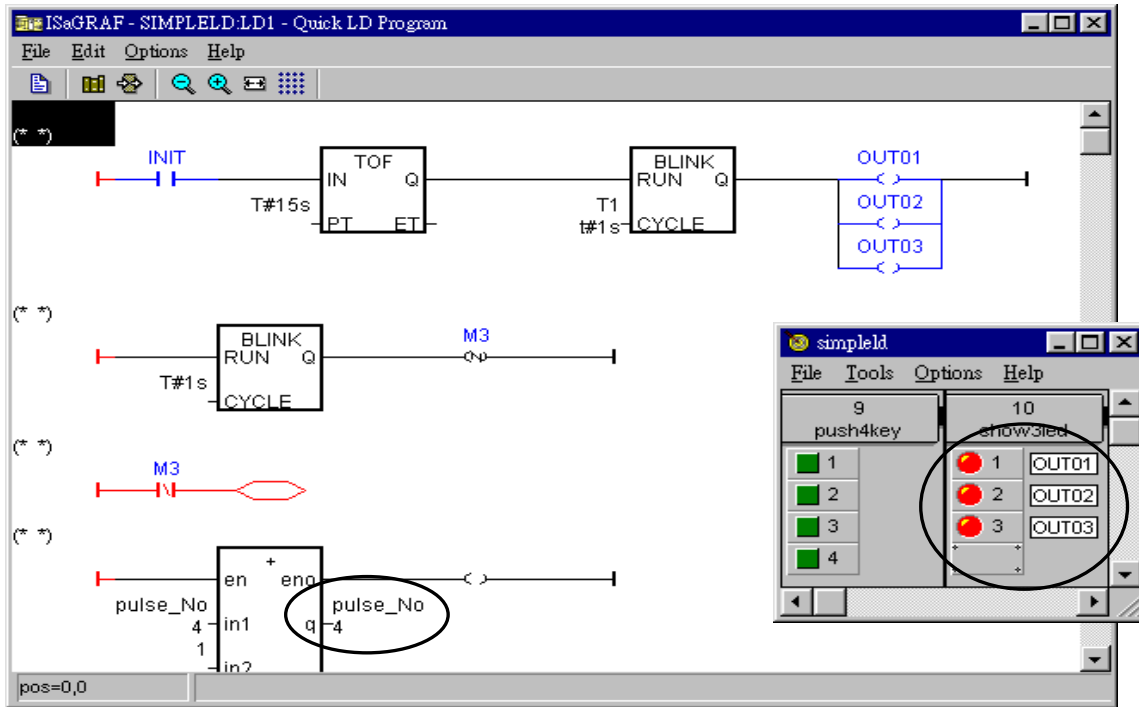 ISaGRAF - SIMPLELD:LD1 - Quick LD Program
File Edit Options Help
(* *)
INIT
TOF
IN Q
T#15s
PT ET
BLINK
RUN Q
T1
t#1s
CYCLE
OUT01
OUT02
OUT03
(* *)
BLINK
RUN Q
T#1s
CYCLE
M3
(* *)
M3
(* *)
+
en eno
pulse_No
4
in1
q
pulse_No
4
1
in2
pos=0,0
simpleld
File Tools Options Help
9
push4key
1
2
3
4
10
show3led
1 OUT01
2 OUT02
3 OUT03